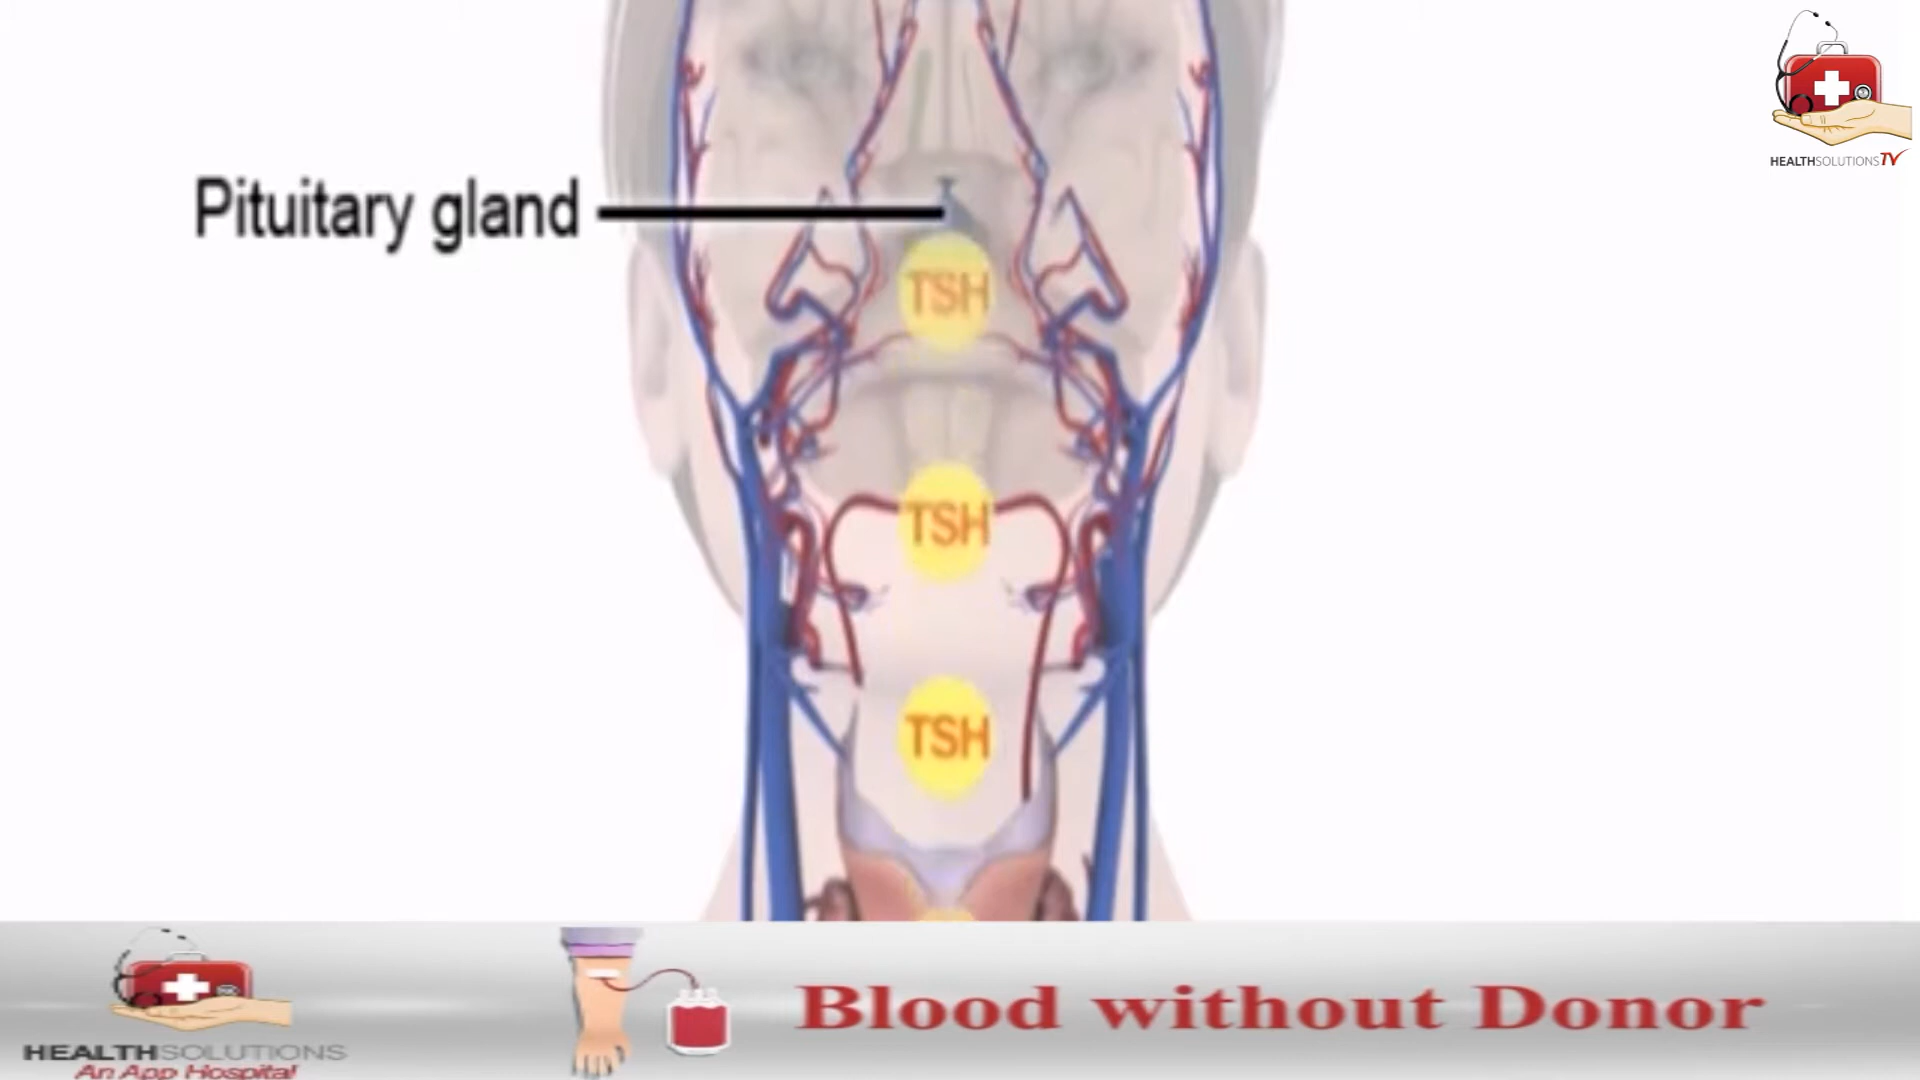 HEALTHSOLUTIONSTV
Pituitary gland
TSH
TSH
TSH
HEALTHSOLUTIONS
An App Hospital
Blood without Donor